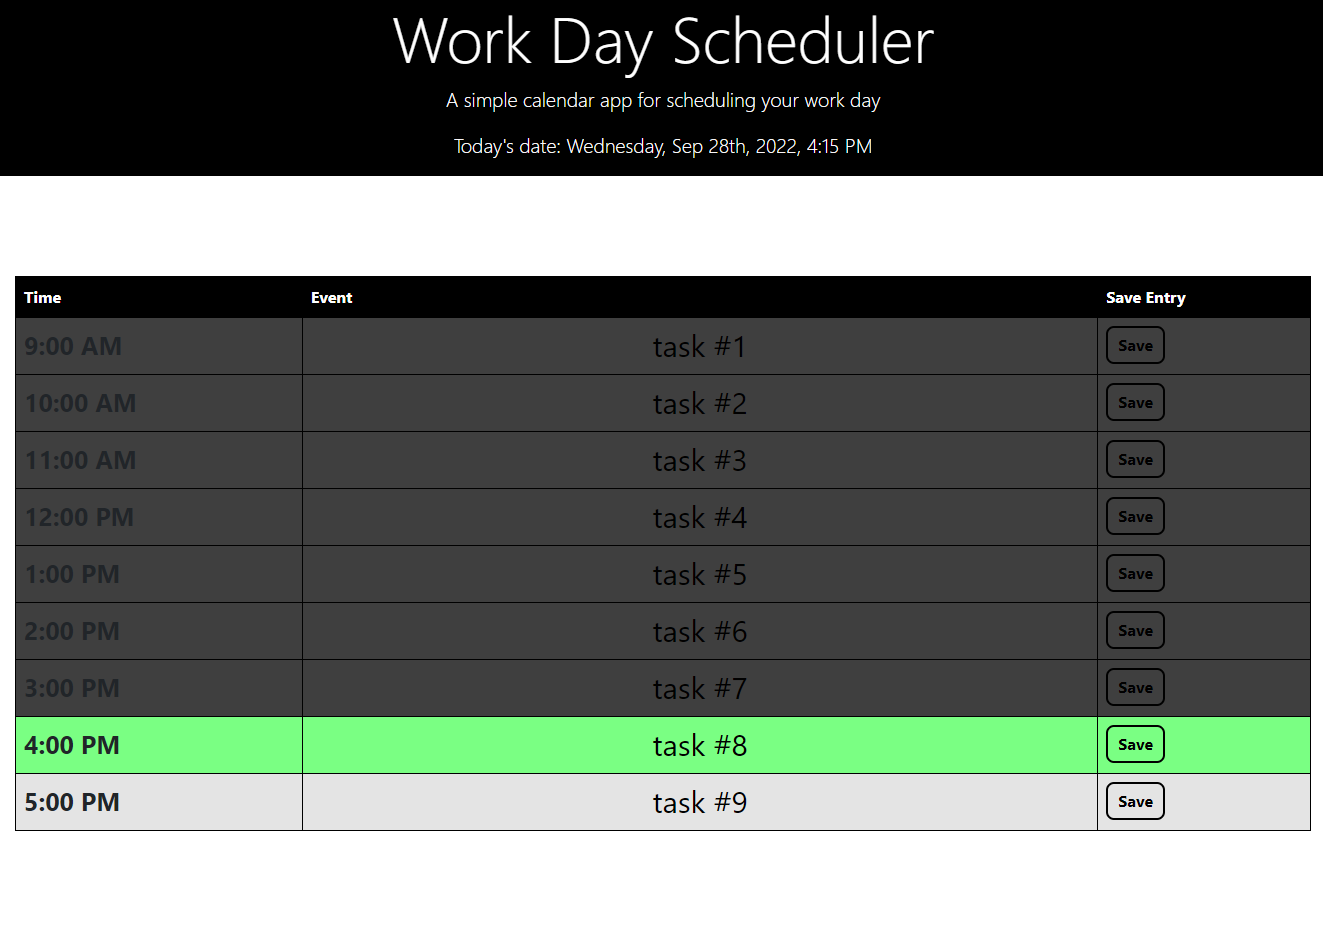 Work Day Scheduler
A simple calendar app for scheduling your work day
Today's date: Wednesday, Sep 28th, 2022, 4:15 PM
Time Event Save Entry
9:00 AM task #1 Save
10:00 AM task #2 Save
11:00 AM task #3 Save
12:00 PM task #4 Save
1:00 PM task #5 Save
2:00 PM task #6 Save
3:00 PM task #7 Save
4:00 PM task #8 Save
5:00 PM task #9 Save